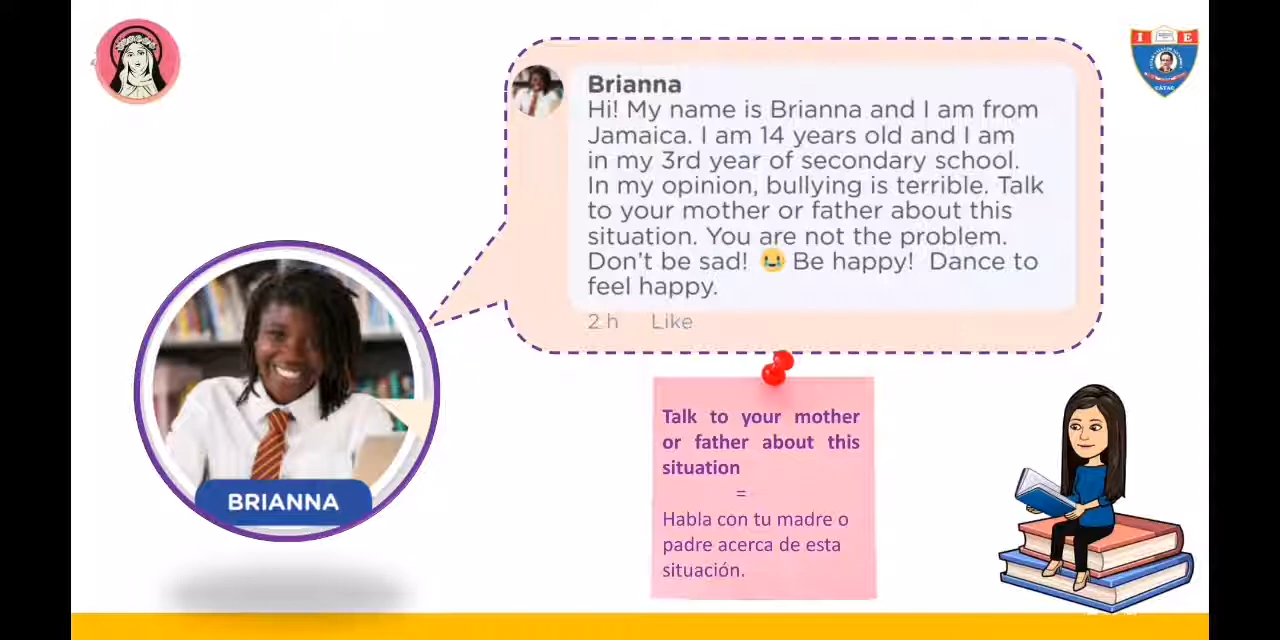 I E
Brianna
Hi! My name is Brianna and I am from
Jamaica. I am 14 years old and I am
in my 3rd year of secondary school.
In my opinion, bullying is terrible. Talk
to your mother or father about this
situation. You are not the problem.
Don't be sad! 😂 Be happy! Dance to
feel happy.
2 h Like
BRIANNA
Talk to your mother
or father about this
situation
=
Habla con tu madre o
padre acerca de esta
situación.